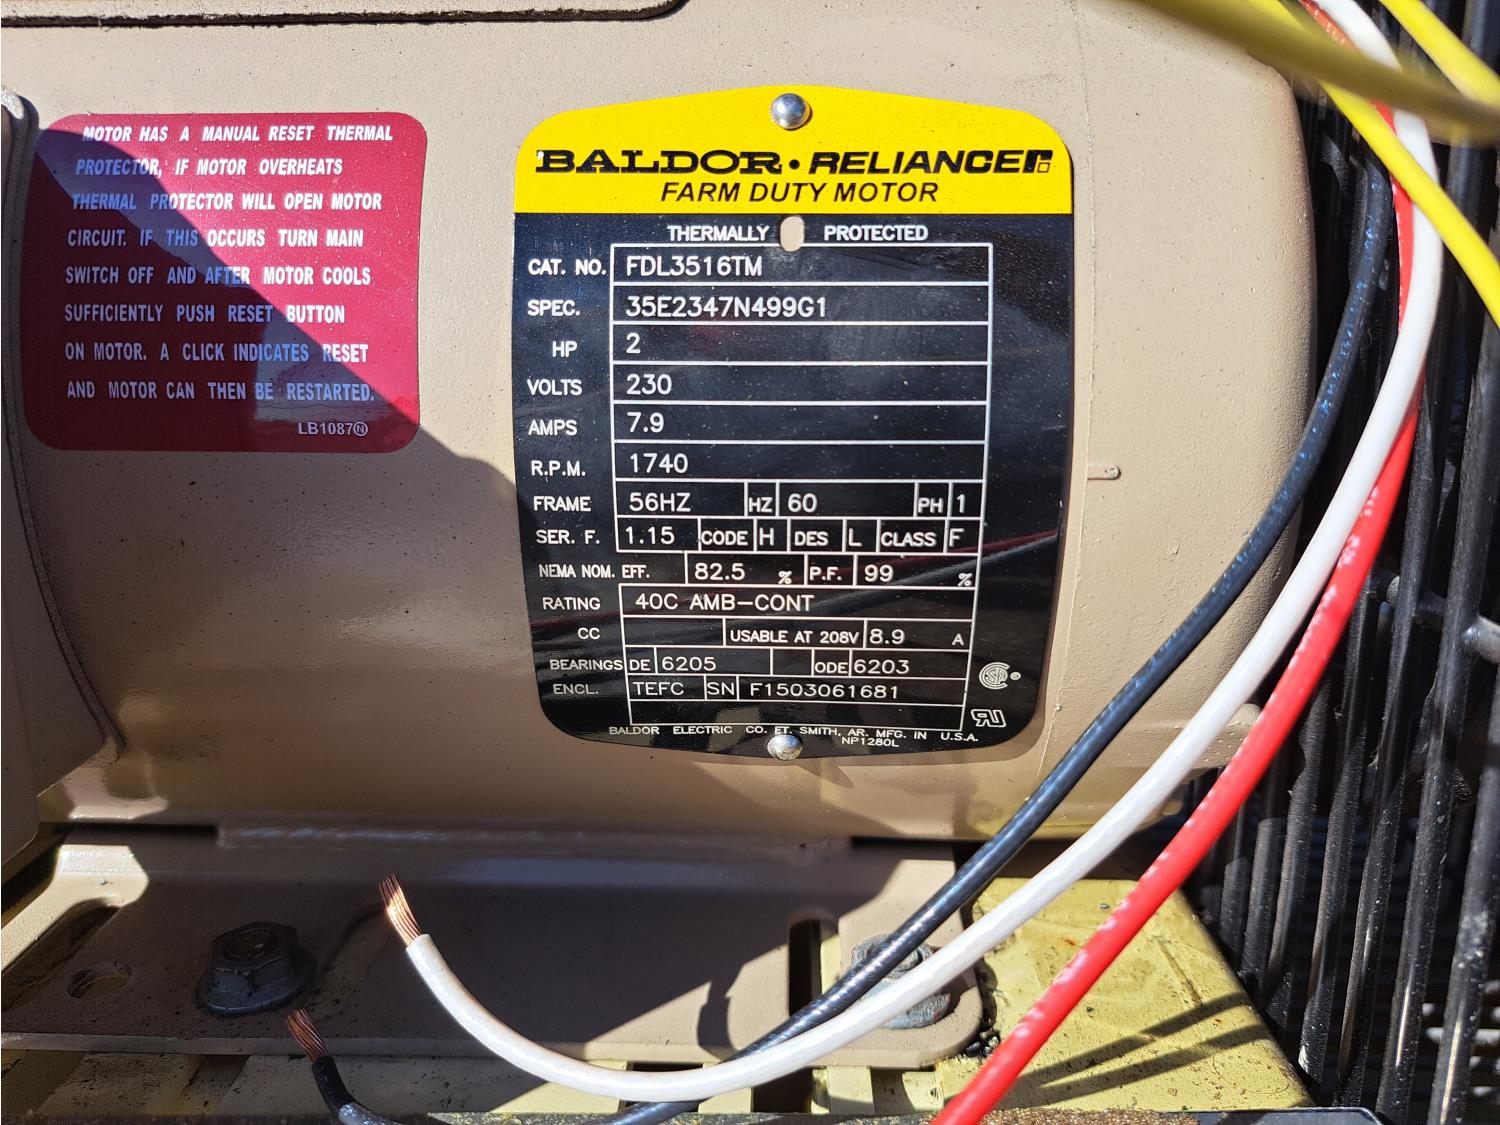 MOTOR HAS A MANUAL RESET THERMAL
PROTECTOR, IF MOTOR OVERHEATS
THERMAL PROTECTOR WILL OPEN MOTOR
CIRCUIT. IF THIS OCCURS TURN MAIN
SWITCH OFF AND AFTER MOTOR COOLS
SUFFICIENTLY PUSH RESET BUTTON
ON MOTOR. A CLICK INDICATES RESET
AND MOTOR CAN THEN BE RESTARTED.
LB1087 N
BALDOR • RELIANCE
FARM DUTY MOTOR
THERMALLY PROTECTED
CAT. NO. FDL3516TM
SPEC. 35E2347N499G1
HP 2
VOLTS 230
AMPS 7.9
R.P.M. 1740
FRAME 56HZ HZ 60 PH 1
SER. F. 1.15 CODE H DES L CLASS F
NEMA NOM. EFF. 82.5 % P.F. 99 %
RATING 40C AMB-CONT
CC USABLE AT 208V 8.9 A
BEARINGS DE 6205 ODE 6203
ENCL. TEFC SN F1503061681
BALDOR ELECTRIC CO. FT. SMITH, AR. MFG. IN U.S.A.
NP1280L